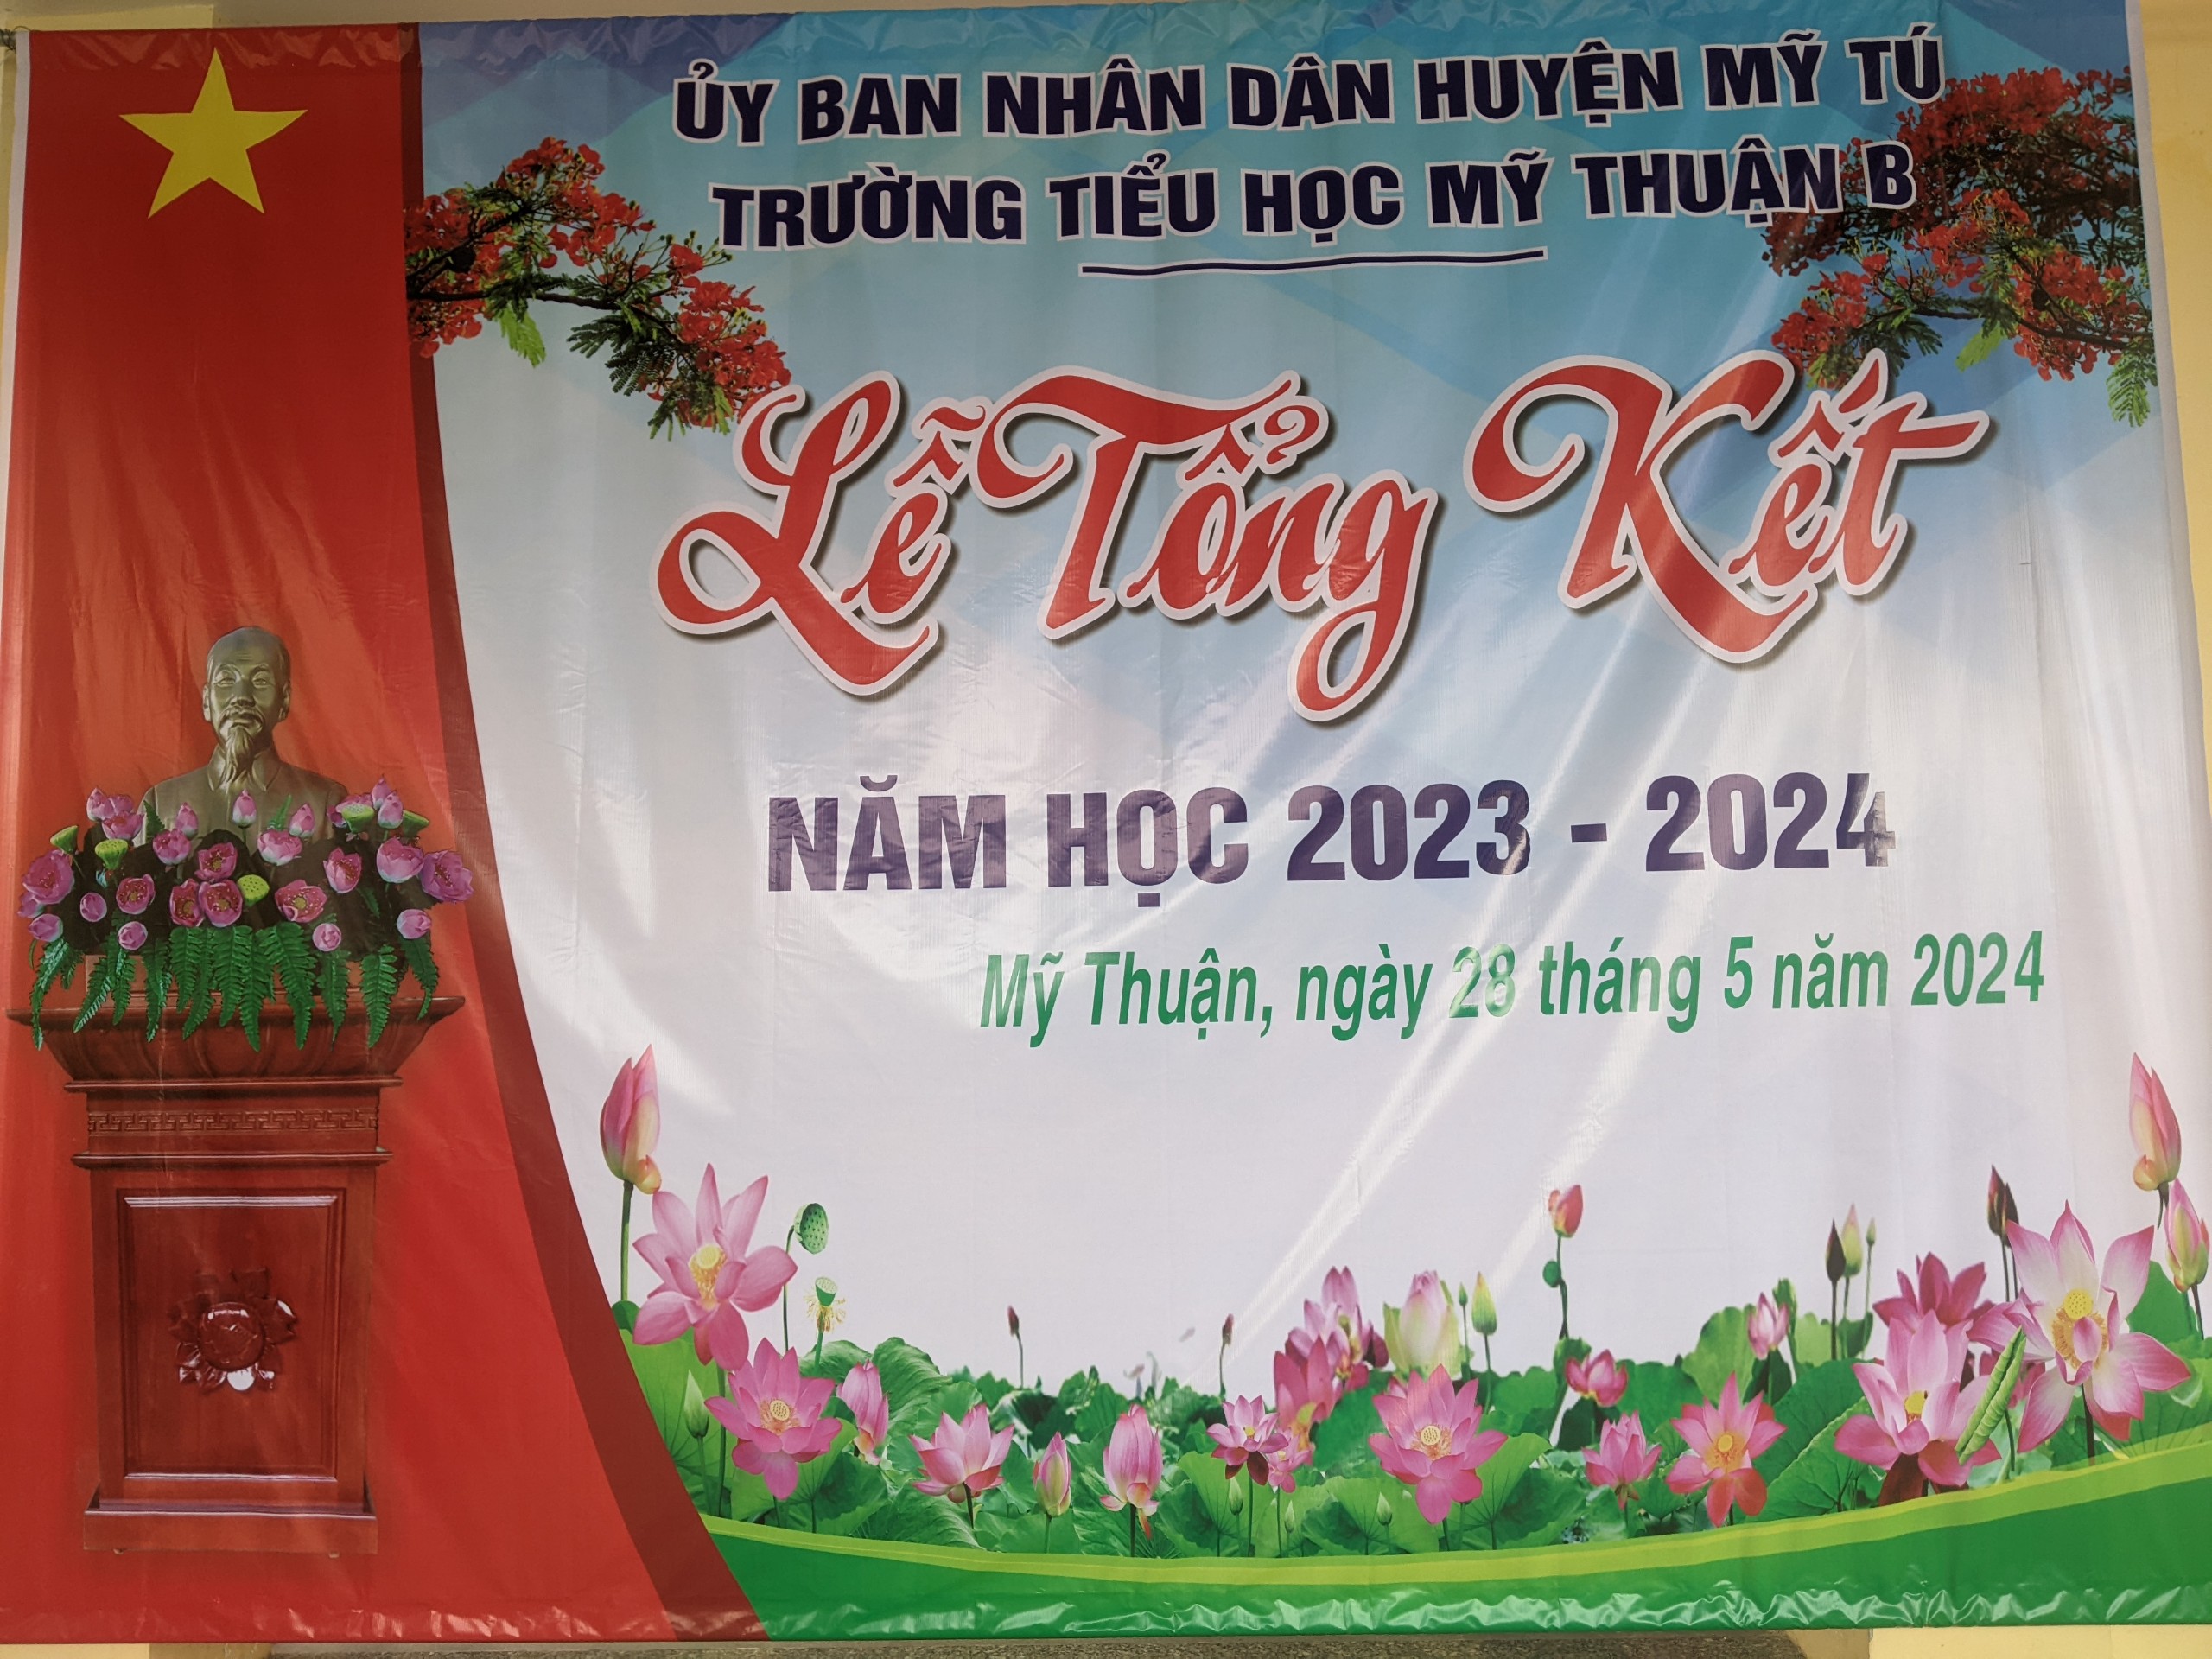 ỦY BAN NHÂN DÂN HUYỆN MỸ TÚ
TRƯỜNG TIỂU HỌC MỸ THUẬN B
Lễ Tổng Kết
NĂM HỌC 2023 - 2024
Mỹ Thuận, ngày 28 tháng 5 năm 2024